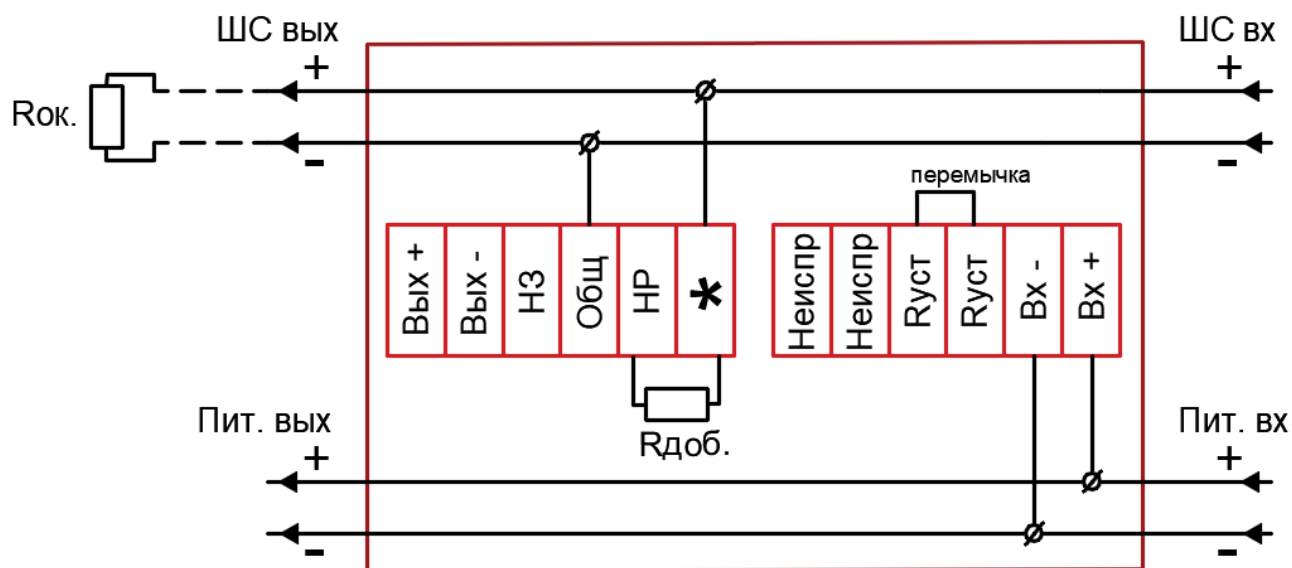 ШС вых
ШС вх
+
+
Rок.
-
-
перемычка
Вых +
Вых -
НЗ
Общ
НР
*
Неиспр
Неиспр
Rуст
Rуст
Вх -
Вх +
Rдоб.
Пит. вых
Пит. вх
+
+
-
-